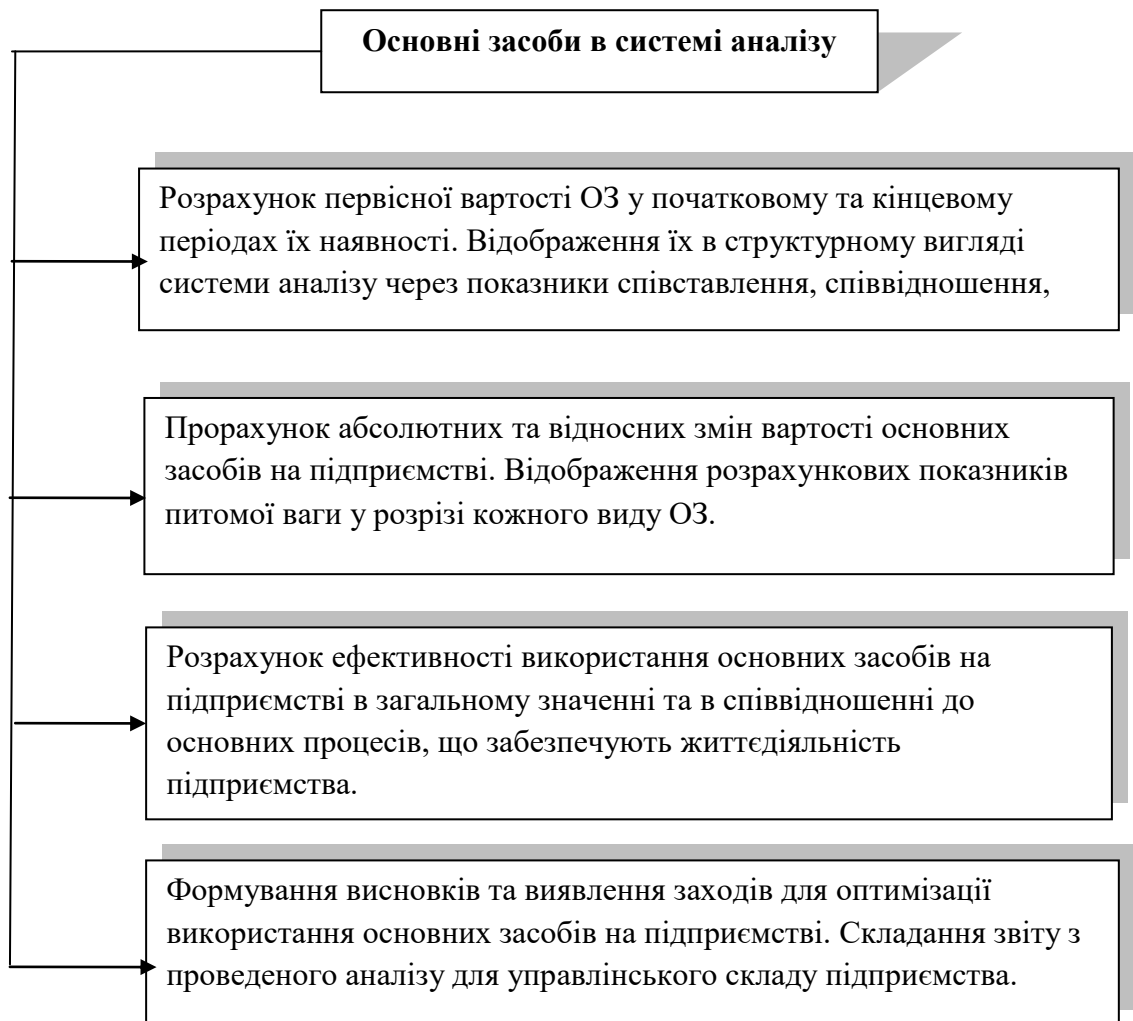 Основні засоби в системі аналізу
Розрахунок первісної вартості ОЗ у початковому та кінцевому
періодах їх наявності. Відображення їх в структурному вигляді
системи аналізу через показники співставлення, співвідношення,
Прорахунок абсолютних та відносних змін вартості основних
засобів на підприємстві. Відображення розрахункових показників
питомої ваги у розрізі кожного виду ОЗ.
Розрахунок ефективності використання основних засобів на
підприємстві в загальному значенні та в співвідношенні до
основних процесів, що забезпечують життєдіяльність
підприємства.
Формування висновків та виявлення заходів для оптимізації
використання основних засобів на підприємстві. Складання звіту з
проведеного аналізу для управлінського складу підприємства.